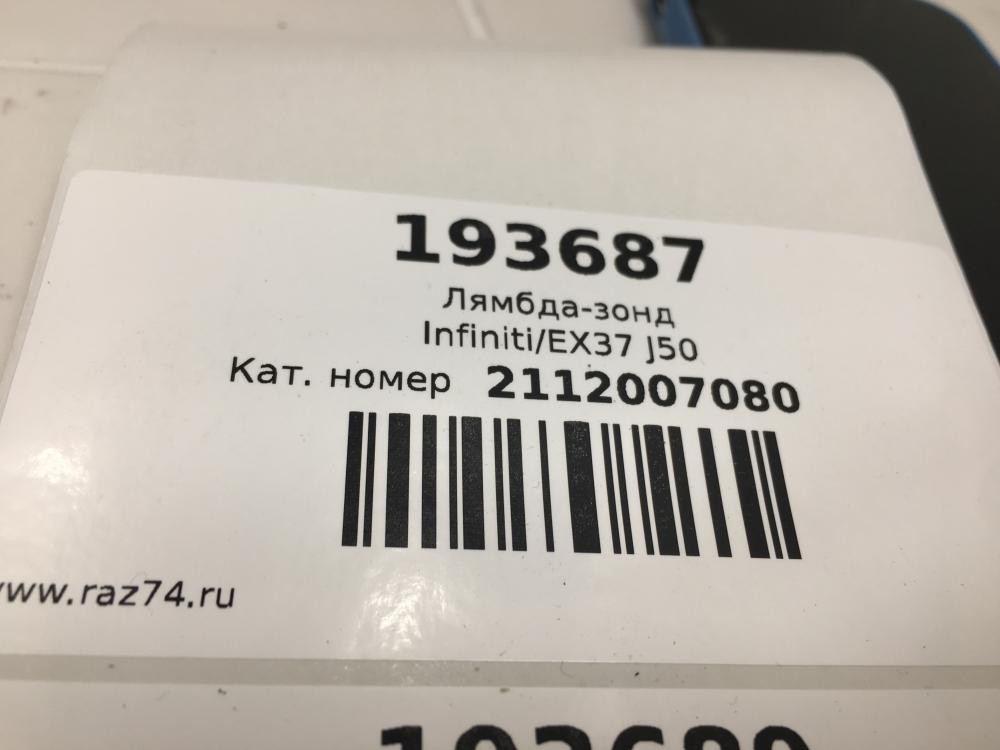 193687
Лямбда-зонд
Infiniti/EX37 J50
Кат. номер 2112007080
www.raz74.ru